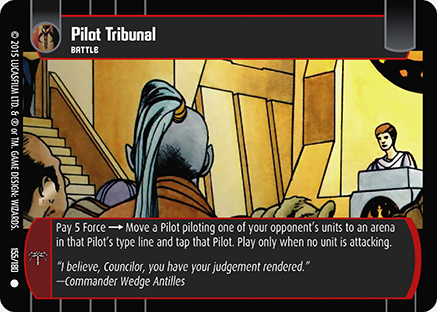 Pilot Tribunal
BATTLE
Pay 5 Force → Move a Pilot piloting one of your opponent's units to an arena
in that Pilot's type line and tap that Pilot. Play only when no unit is attacking.
"I believe, Councilor, you have your judgement rendered."
—Commander Wedge Antilles
© 2015 LUCASFILM LTD. & ® or TM. GAME DESIGN: WIZARDS.
155/180